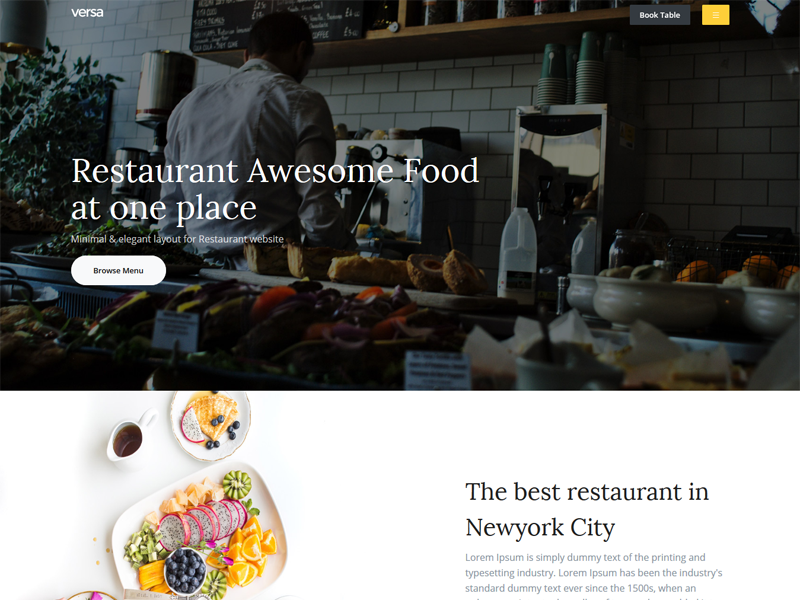 versa
Book Table
Restaurant Awesome Food
at one place
Minimal & elegant layout for Restaurant website
Browse Menu
The best restaurant in
Newyork City
Lorem Ipsum is simply dummy text of the printing and
typesetting industry. Lorem Ipsum has been the industry's
standard dummy text ever since the 1500s, when an